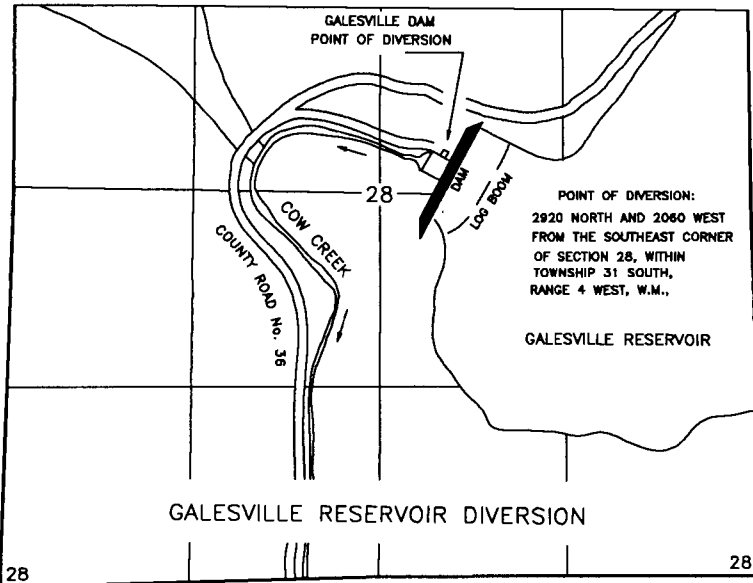 GALESVILLE DAM
POINT OF DIVERSION
28
DAM
LOG BOOM
POINT OF DIVERSION:
2920 NORTH AND 2060 WEST
FROM THE SOUTHEAST CORNER
OF SECTION 28, WITHIN
TOWNSHIP 31 SOUTH,
RANGE 4 WEST, W.M.,
COW CREEK
COUNTY ROAD No. 36
GALESVILLE RESERVOIR
GALESVILLE RESERVOIR DIVERSION
28
28